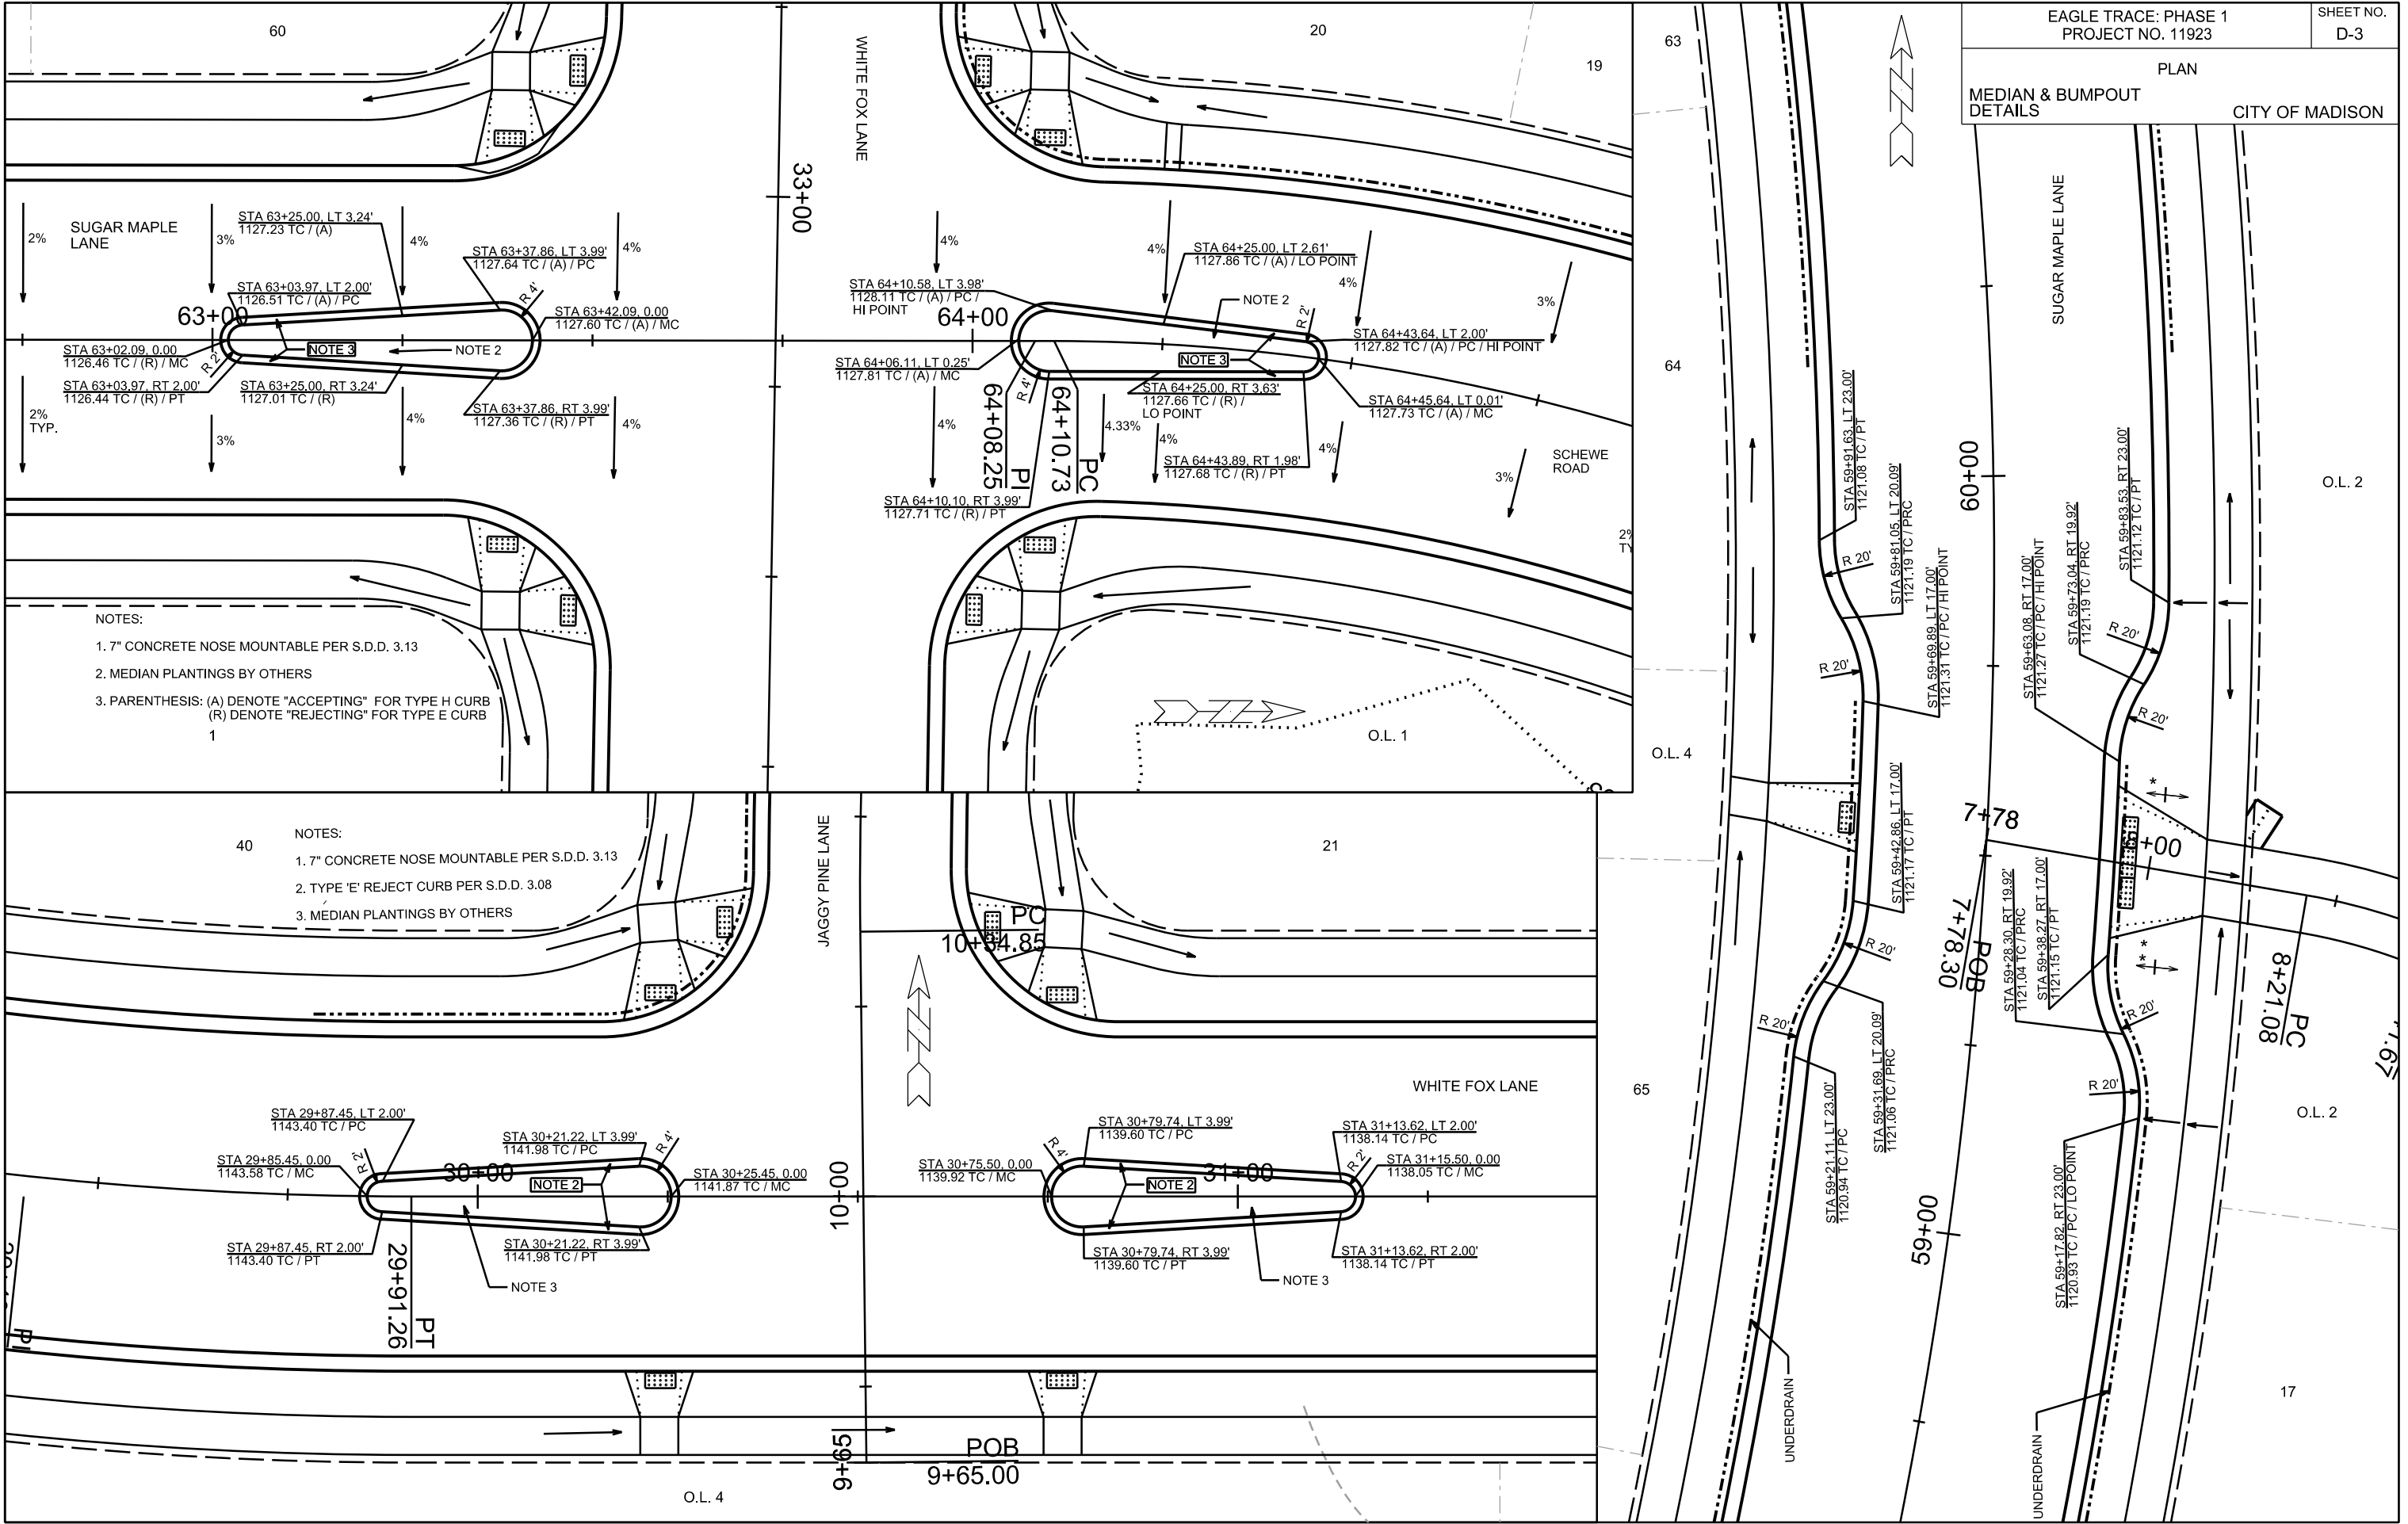 EAGLE TRACE: PHASE 1
PROJECT NO. 11923
SHEET NO.
D-3
PLAN
MEDIAN & BUMPOUT
DETAILS
CITY OF MADISON
60
WHITE FOX LANE
20
19
33+00
SUGAR MAPLE
LANE
2%
3%
4%
4%
4%
4%
4%
3%
STA 63+25.00, LT 3.24'
1127.23 TC / (A)
STA 63+37.86, LT 3.99'
1127.64 TC / (A) / PC
STA 63+03.97, LT 2.00'
1126.51 TC / (A) / PC
63+00
R 4'
STA 63+42.09, 0.00
1127.60 TC / (A) / MC
STA 63+02.09, 0.00
1126.46 TC / (R) / MC
R 2'
NOTE 3
NOTE 2
STA 63+03.97, RT 2.00'
1126.44 TC / (R) / PT
STA 63+25.00, RT 3.24'
1127.01 TC / (R)
STA 63+37.86, RT 3.99'
1127.36 TC / (R) / PT
2%
TYP.
3%
4%
4%
STA 64+25.00, LT 2.61'
1127.86 TC / (A) / LO POINT
STA 64+10.58, LT 3.98'
1128.11 TC / (A) / PC /
HI POINT
64+00
NOTE 2
R 2'
STA 64+43.64, LT 2.00'
1127.82 TC / (A) / PC / HI POINT
STA 64+06.11, LT 0.25'
1127.81 TC / (A) / MC
NOTE 3
R 4'
STA 64+25.00, RT 3.63'
1127.66 TC / (R) /
LO POINT
STA 64+45.64, LT 0.01'
1127.73 TC / (A) / MC
64+08.25
PI
64+10.73
PC
4%
4.33%
4%
4%
3%
STA 64+43.89, RT 1.98'
1127.68 TC / (R) / PT
STA 64+10.10, RT 3.99'
1127.71 TC / (R) / PT
SCHEWE
ROAD
2%
NOTES:
1. 7" CONCRETE NOSE MOUNTABLE PER S.D.D. 3.13
2. MEDIAN PLANTINGS BY OTHERS
3. PARENTHESIS: (A) DENOTE "ACCEPTING" FOR TYPE H CURB
(R) DENOTE "REJECTING" FOR TYPE E CURB
1
O.L. 1
40
NOTES:
1. 7" CONCRETE NOSE MOUNTABLE PER S.D.D. 3.13
2. TYPE 'E' REJECT CURB PER S.D.D. 3.08
3. MEDIAN PLANTINGS BY OTHERS
JAGGY PINE LANE
21
PC
10+34.85
WHITE FOX LANE
STA 29+87.45, LT 2.00'
1143.40 TC / PC
STA 29+85.45, 0.00
1143.58 TC / MC
R 2'
STA 30+21.22, LT 3.99'
1141.98 TC / PC
R 4'
30+00
NOTE 2
STA 30+25.45, 0.00
1141.87 TC / MC
STA 29+87.45, RT 2.00'
1143.40 TC / PT
STA 30+21.22, RT 3.99'
1141.98 TC / PT
NOTE 3
29+91.26
PT
PI
10+00
STA 30+79.74, LT 3.99'
1139.60 TC / PC
R 4'
STA 30+75.50, 0.00
1139.92 TC / MC
31+00
NOTE 2
STA 31+13.62, LT 2.00'
1138.14 TC / PC
R 2'
STA 31+15.50, 0.00
1138.05 TC / MC
STA 30+79.74, RT 3.99'
1139.60 TC / PT
STA 31+13.62, RT 2.00'
1138.14 TC / PT
NOTE 3
9+65
POB
9+65.00
O.L. 4
63
64
O.L. 4
65
SUGAR MAPLE LANE
60+00
O.L. 2
STA 59+91.63, LT 23.00'
1121.08 TC / PT
R 20'
STA 59+81.05, LT 20.09'
1121.19 TC / PRC
R 20'
STA 59+69.89, LT 17.00'
1121.31 TC / PC / HI POINT
STA 59+83.53, RT 23.00'
1121.12 TC / PT
STA 59+73.04, RT 19.92'
1121.19 TC / PRC
STA 59+63.08, RT 17.00'
1121.27 TC / PC / HI POINT
R 20'
R 20'
STA 59+42.86, LT 17.00'
1121.17 TC / PT
7+78
8+00
*
*
POB
7+78.30
PC
8+21.08
STA 59+28.30, RT 19.92'
1121.04 TC / PRC
STA 59+38.27, RT 17.00'
1121.15 TC / PT
R 20'
R 20'
R 20'
R 20'
STA 59+31.69, LT 20.09'
1121.06 TC / PRC
STA 59+21.11, LT 23.00'
1120.94 TC / PC
STA 59+17.82, RT 23.00'
1120.93 TC / PC / LO POINT
59+00
O.L. 2
17
UNDERDRAIN
UNDERDRAIN